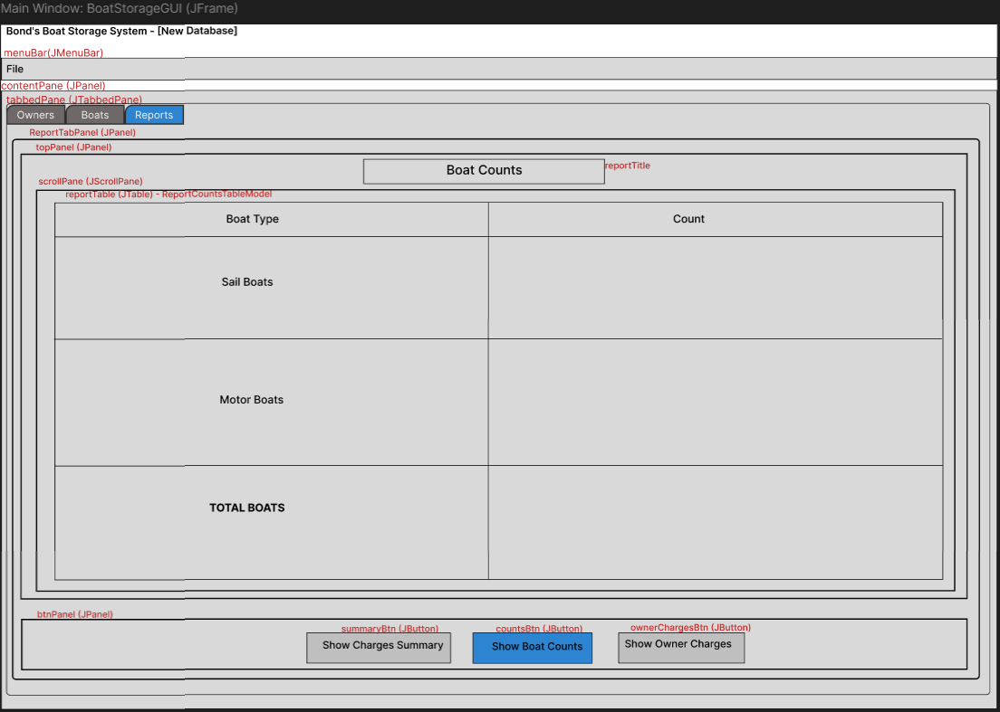 Main Window: BoatStorageGUI (JFrame)
Bond's Boat Storage System - [New Database]
menuBar(JMenuBar)
File
contentPane (JPanel)
tabbedPane (JTabbedPane)
Owners Boats Reports
ReportTabPanel (JPanel)
topPanel (JPanel)
Boat Counts reportTitle
scrollPane (JScrollPane)
reportTable (JTable) - ReportCountsTableModel
Boat Type Count
Sail Boats
Motor Boats
TOTAL BOATS
btnPanel (JPanel)
summaryBtn (JButton) countsBtn (JButton) ownerChargesBtn (JButton)
Show Charges Summary Show Boat Counts Show Owner Charges